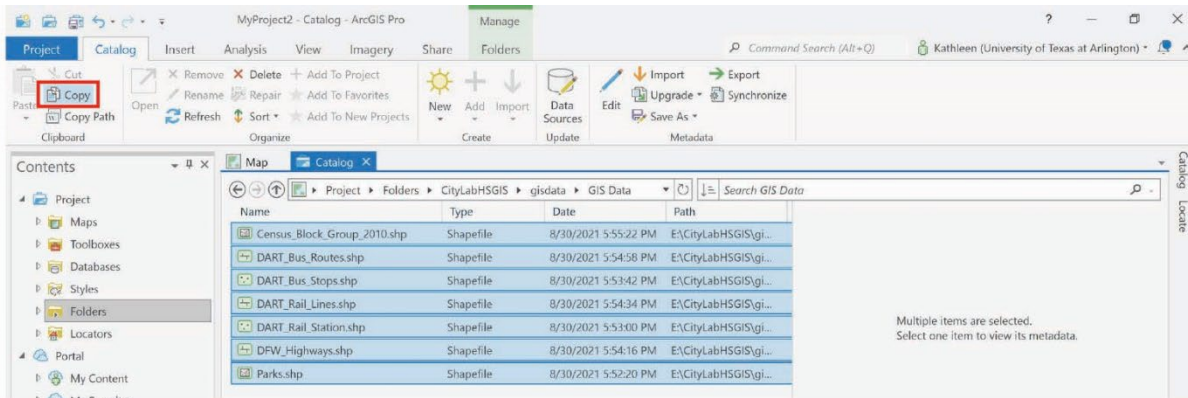 MyProject2 - Catalog - ArcGIS Pro
Manage
?
Project Catalog Insert Analysis View Imagery Share Folders
Command Search (Alt+Q)
Kathleen (University of Texas at Arlington)
Cut
Copy
Paste
Copy Path
Clipboard
Open
Remove Delete Add To Project
Rename Repair Add To Favorites
Refresh Sort Add To New Projects
Organize
New Add Import
Create
Data Sources
Update
Edit
Import Export
Upgrade Synchronize
Save As
Metadata
Contents
Map Catalog
Catalog
Locate
Project
Maps
Toolboxes
Databases
Styles
Folders
Locators
Portal
My Content
Project Folders CityLabHSGIS gisdata GIS Data
Search GIS Data
Name Type Date Path
Census_Block_Group_2010.shp Shapefile 8/30/2021 5:55:22 PM E:\CityLabHSGIS\gi...
DART_Bus_Routes.shp Shapefile 8/30/2021 5:54:58 PM E:\CityLabHSGIS\gi...
DART_Bus_Stops.shp Shapefile 8/30/2021 5:53:42 PM E:\CityLabHSGIS\gi...
DART_Rail_Lines.shp Shapefile 8/30/2021 5:54:34 PM E:\CityLabHSGIS\gi...
DART_Rail_Station.shp Shapefile 8/30/2021 5:53:00 PM E:\CityLabHSGIS\gi...
DFW_Highways.shp Shapefile 8/30/2021 5:54:16 PM E:\CityLabHSGIS\gi...
Parks.shp Shapefile 8/30/2021 5:52:20 PM E:\CityLabHSGIS\gi...
Multiple items are selected.
Select one item to view its metadata.